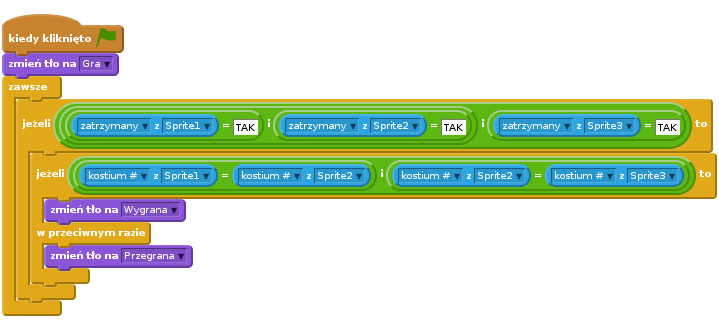 kiedy kliknięto
zmień tło na Gra
zawsze
jeżeli zatrzymany z Sprite1 = TAK i zatrzymany z Sprite2 = TAK i zatrzymany z Sprite3 = TAK to
jeżeli kostium # z Sprite1 = kostium # z Sprite2 i kostium # z Sprite2 = kostium # z Sprite3 to
zmień tło na Wygrana
w przeciwnym razie
zmień tło na Przegrana